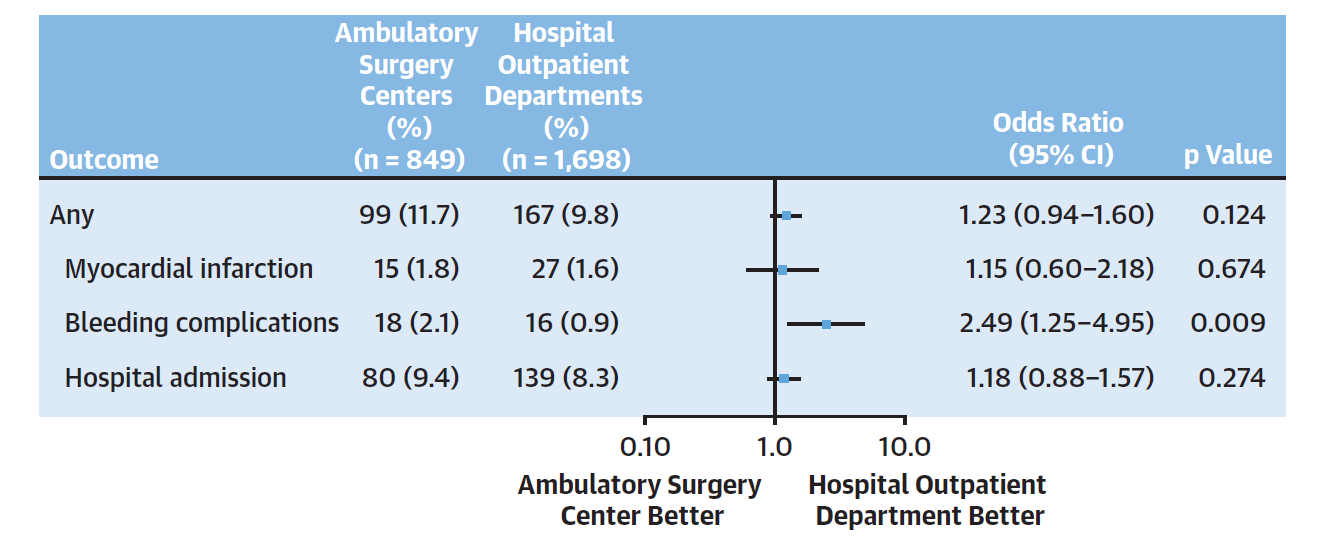 Outcome
Ambulatory Surgery Centers (%) (n = 849)
Hospital Outpatient Departments (%) (n = 1,698)
Odds Ratio (95% CI)
p Value
Any 99 (11.7) 167 (9.8) 1.23 (0.94–1.60) 0.124
Myocardial infarction 15 (1.8) 27 (1.6) 1.15 (0.60–2.18) 0.674
Bleeding complications 18 (2.1) 16 (0.9) 2.49 (1.25–4.95) 0.009
Hospital admission 80 (9.4) 139 (8.3) 1.18 (0.88–1.57) 0.274
0.10 1.0 10.0
Ambulatory Surgery Center Better
Hospital Outpatient Department Better